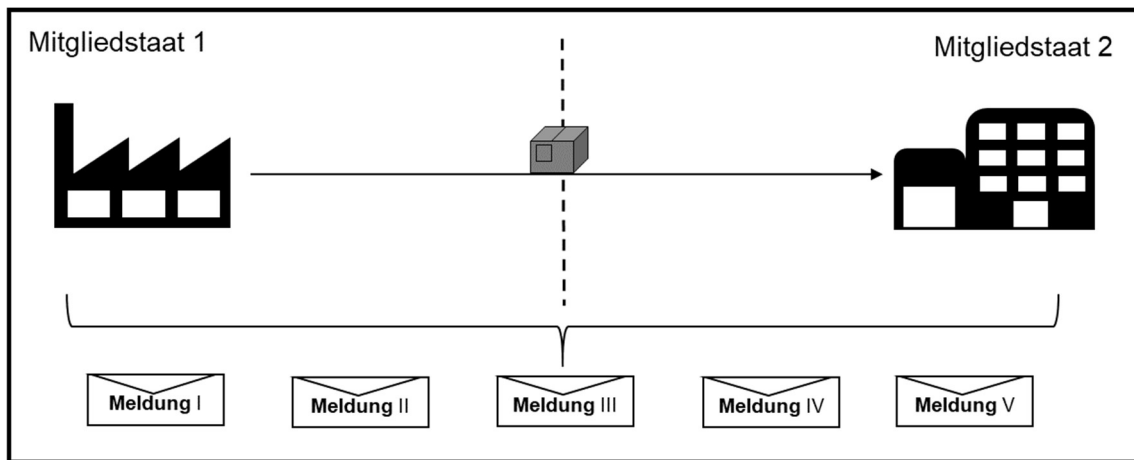 Mitgliedstaat 1
Mitgliedstaat 2
Meldung I
Meldung II
Meldung III
Meldung IV
Meldung V